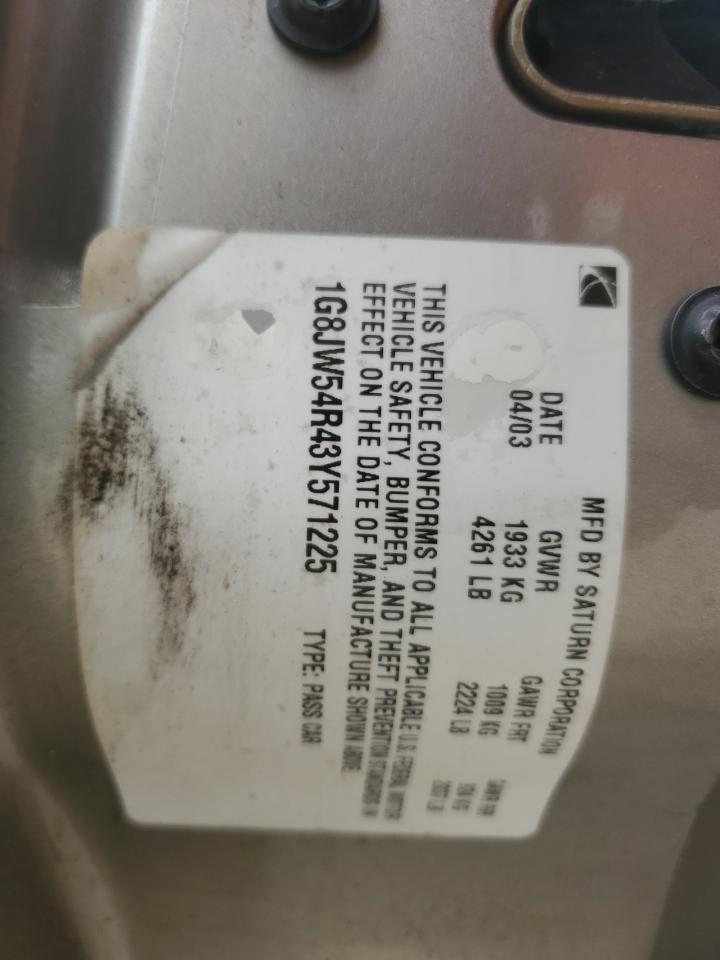 MFD BY SATURN CORPORATION
DATE GVWR GAWR FRT GAWR RR
04/03 1933 KG 1009 KG
4261 LB 2224 LB
THIS VEHICLE CONFORMS TO ALL APPLICABLE U.S. FEDERAL MOTOR
VEHICLE SAFETY, BUMPER, AND THEFT PREVENTION STANDARDS IN
EFFECT ON THE DATE OF MANUFACTURE SHOWN ABOVE.
1G8JW54R43Y571225 TYPE: PASS CAR